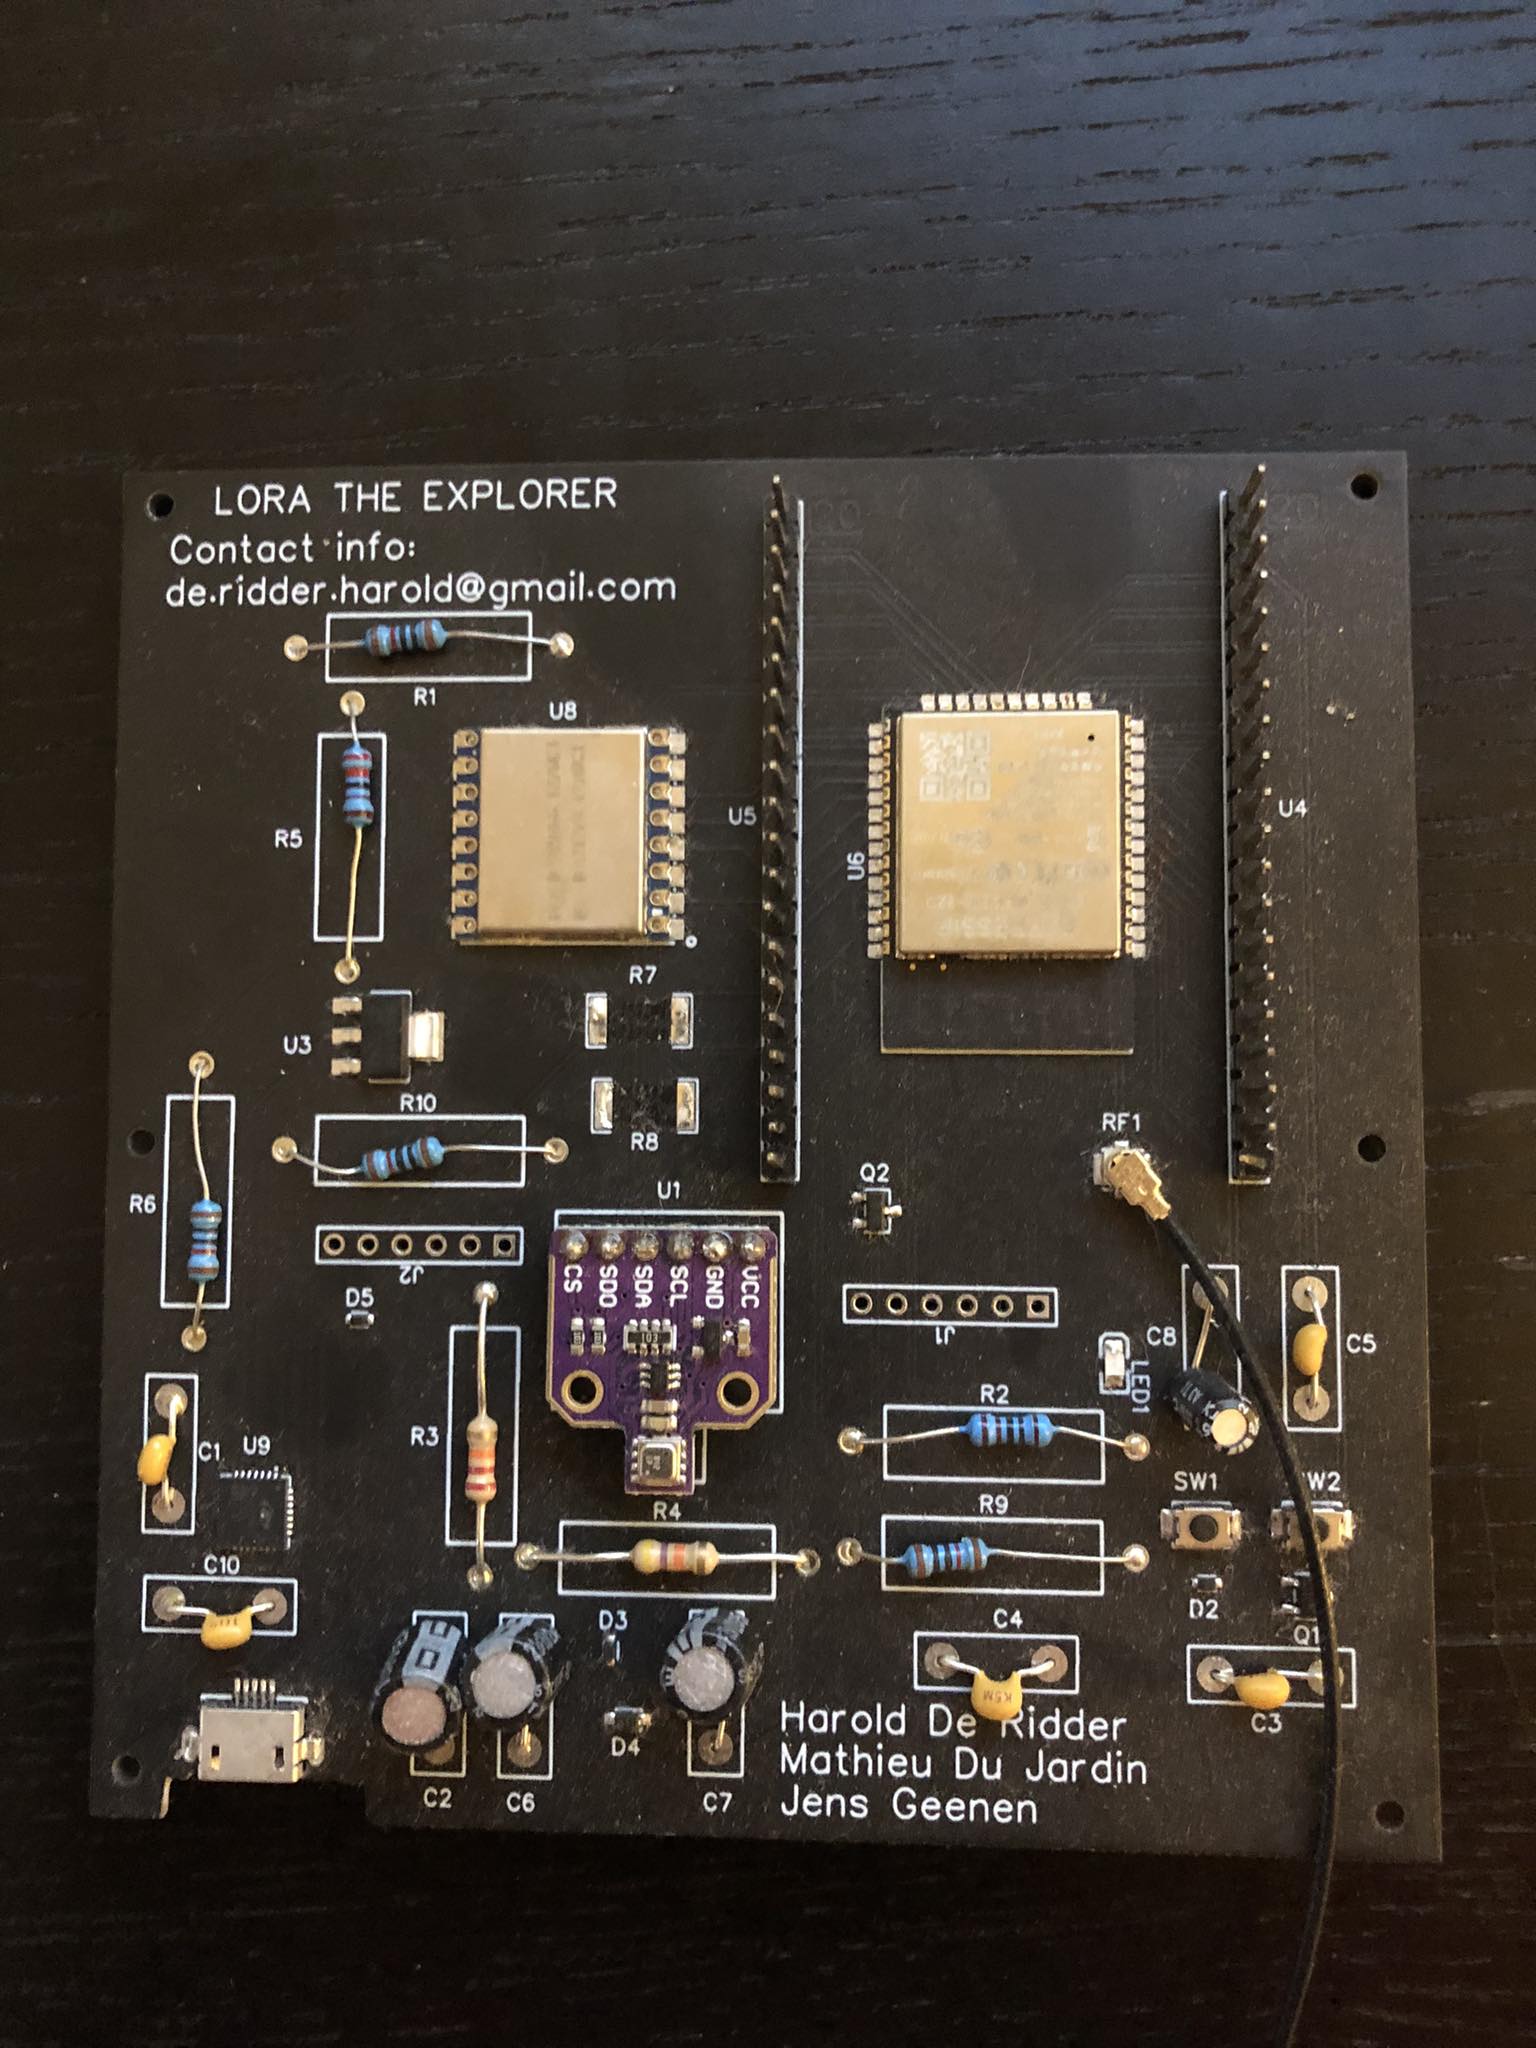 LORA THE EXPLORER
Contact info:
de.ridder.harold@gmail.com
R1
U8
R5
U5
U4
U6
R7
U3
R8
R10
RF1
R6
U1
Q2
CS SDO SDA SCL GND VCC
J2
D5
103
J1
C8
C5
LED1
R2
R3
C1
U9
SW1
W2
R4
R9
C10
D3
C4
D2
Q1
K5M
C3
D4
Harold De Ridder
Mathieu Du Jardin
Jens Geenen
C2
C6
C7